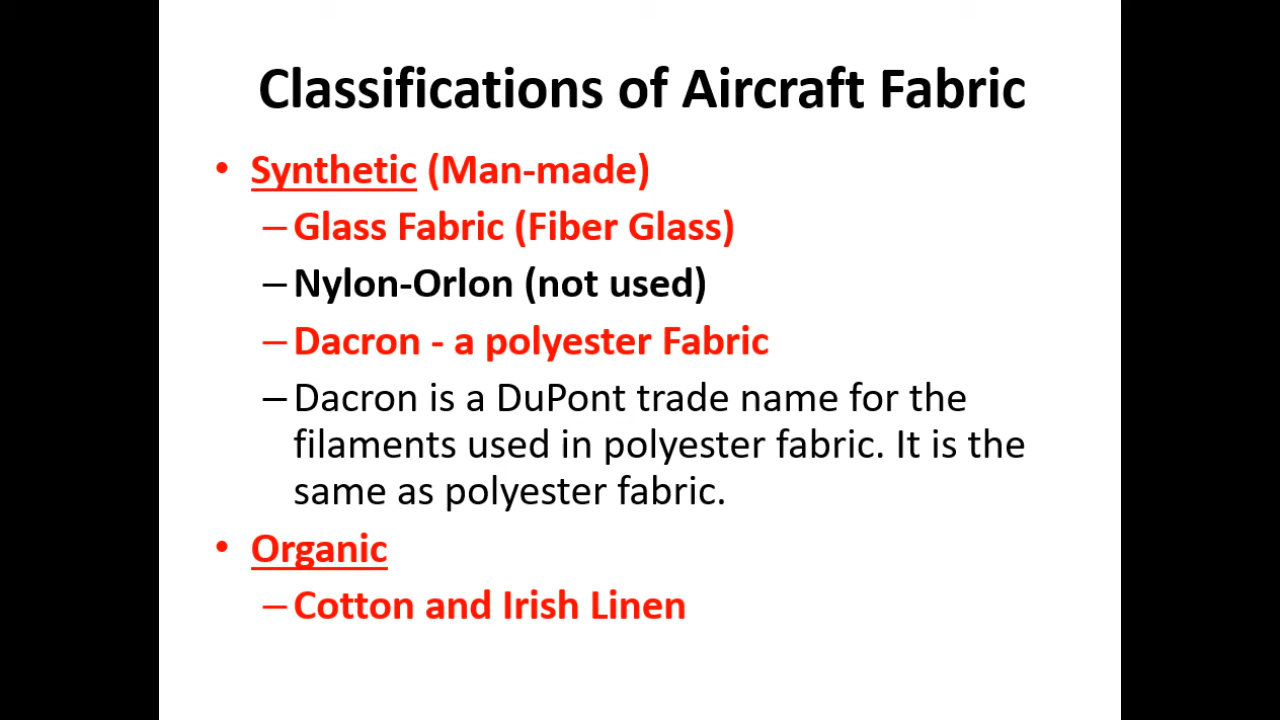 Classifications of Aircraft Fabric
• Synthetic (Man-made)
– Glass Fabric (Fiber Glass)
– Nylon-Orlon (not used)
– Dacron - a polyester Fabric
– Dacron is a DuPont trade name for the
filaments used in polyester fabric. It is the
same as polyester fabric.
• Organic
– Cotton and Irish Linen